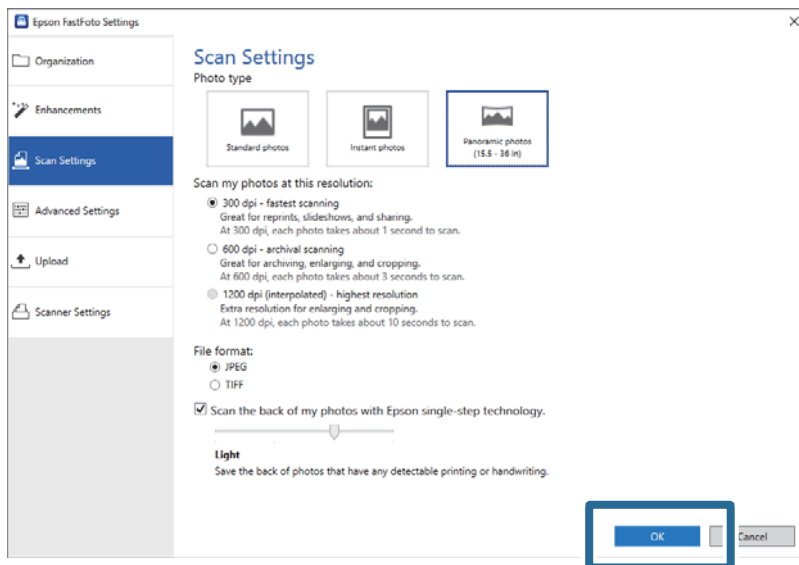 Epson FastFoto Settings
Organization
Enhancements
Scan Settings
Advanced Settings
Upload
Scanner Settings
Scan Settings
Photo type
Standard photos
Instant photos
Panoramic photos
(15.5 - 36 in)
Scan my photos at this resolution:
300 dpi - fastest scanning
Great for reprints, slideshows, and sharing.
At 300 dpi, each photo takes about 1 second to scan.
600 dpi - archival scanning
Great for archiving, enlarging, and cropping.
At 600 dpi, each photo takes about 3 seconds to scan.
1200 dpi (interpolated) - highest resolution
Extra resolution for enlarging and cropping.
At 1200 dpi, each photo takes about 10 seconds to scan.
File format:
JPEG
TIFF
Scan the back of my photos with Epson single-step technology.
Light
Save the back of photos that have any detectable printing or handwriting.
OK
Cancel